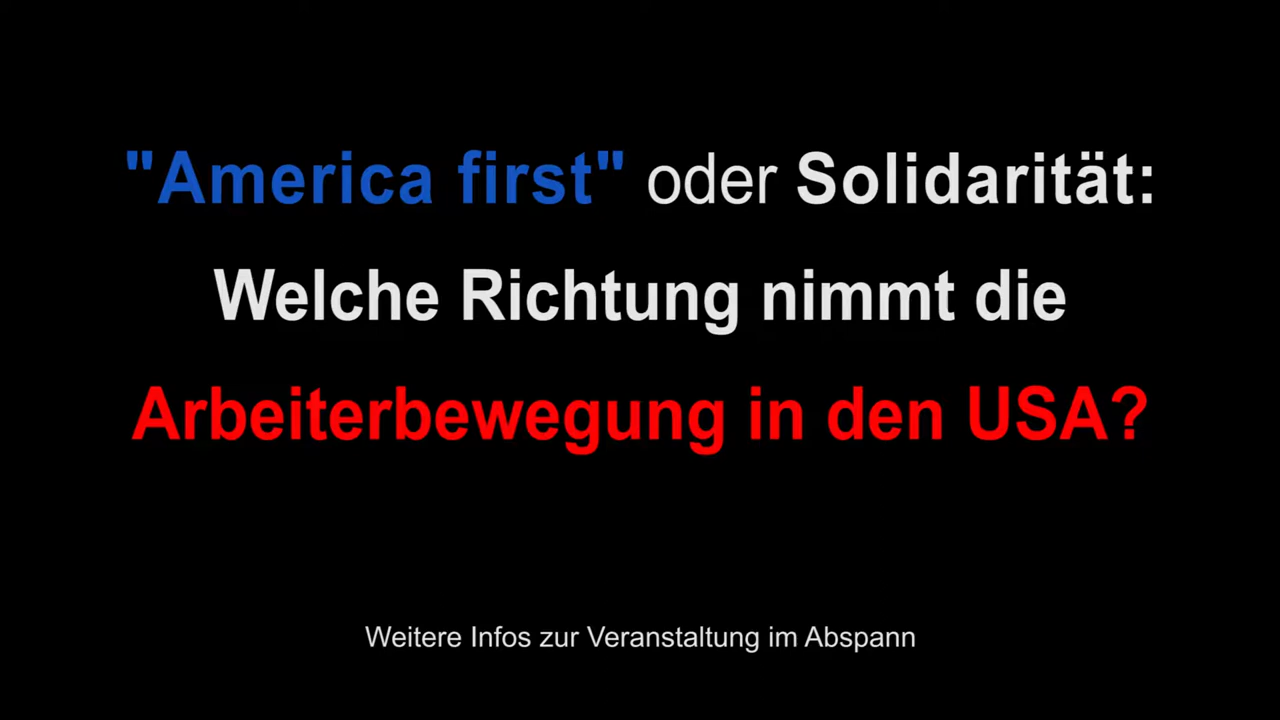 "America first" oder Solidarität:
Welche Richtung nimmt die
Arbeiterbewegung in den USA?
Weitere Infos zur Veranstaltung im Abspann